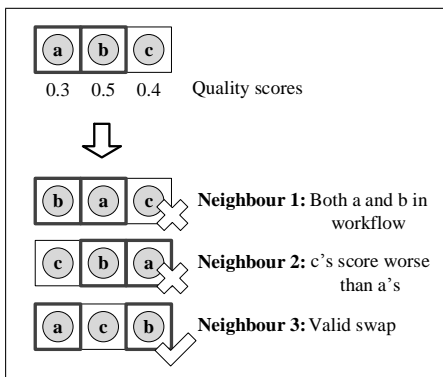 a b c
0.3 0.5 0.4 Quality scores
b a c Neighbour 1: Both a and b in
workflow
c b a Neighbour 2: c's score worse
than a's
a c b Neighbour 3: Valid swap